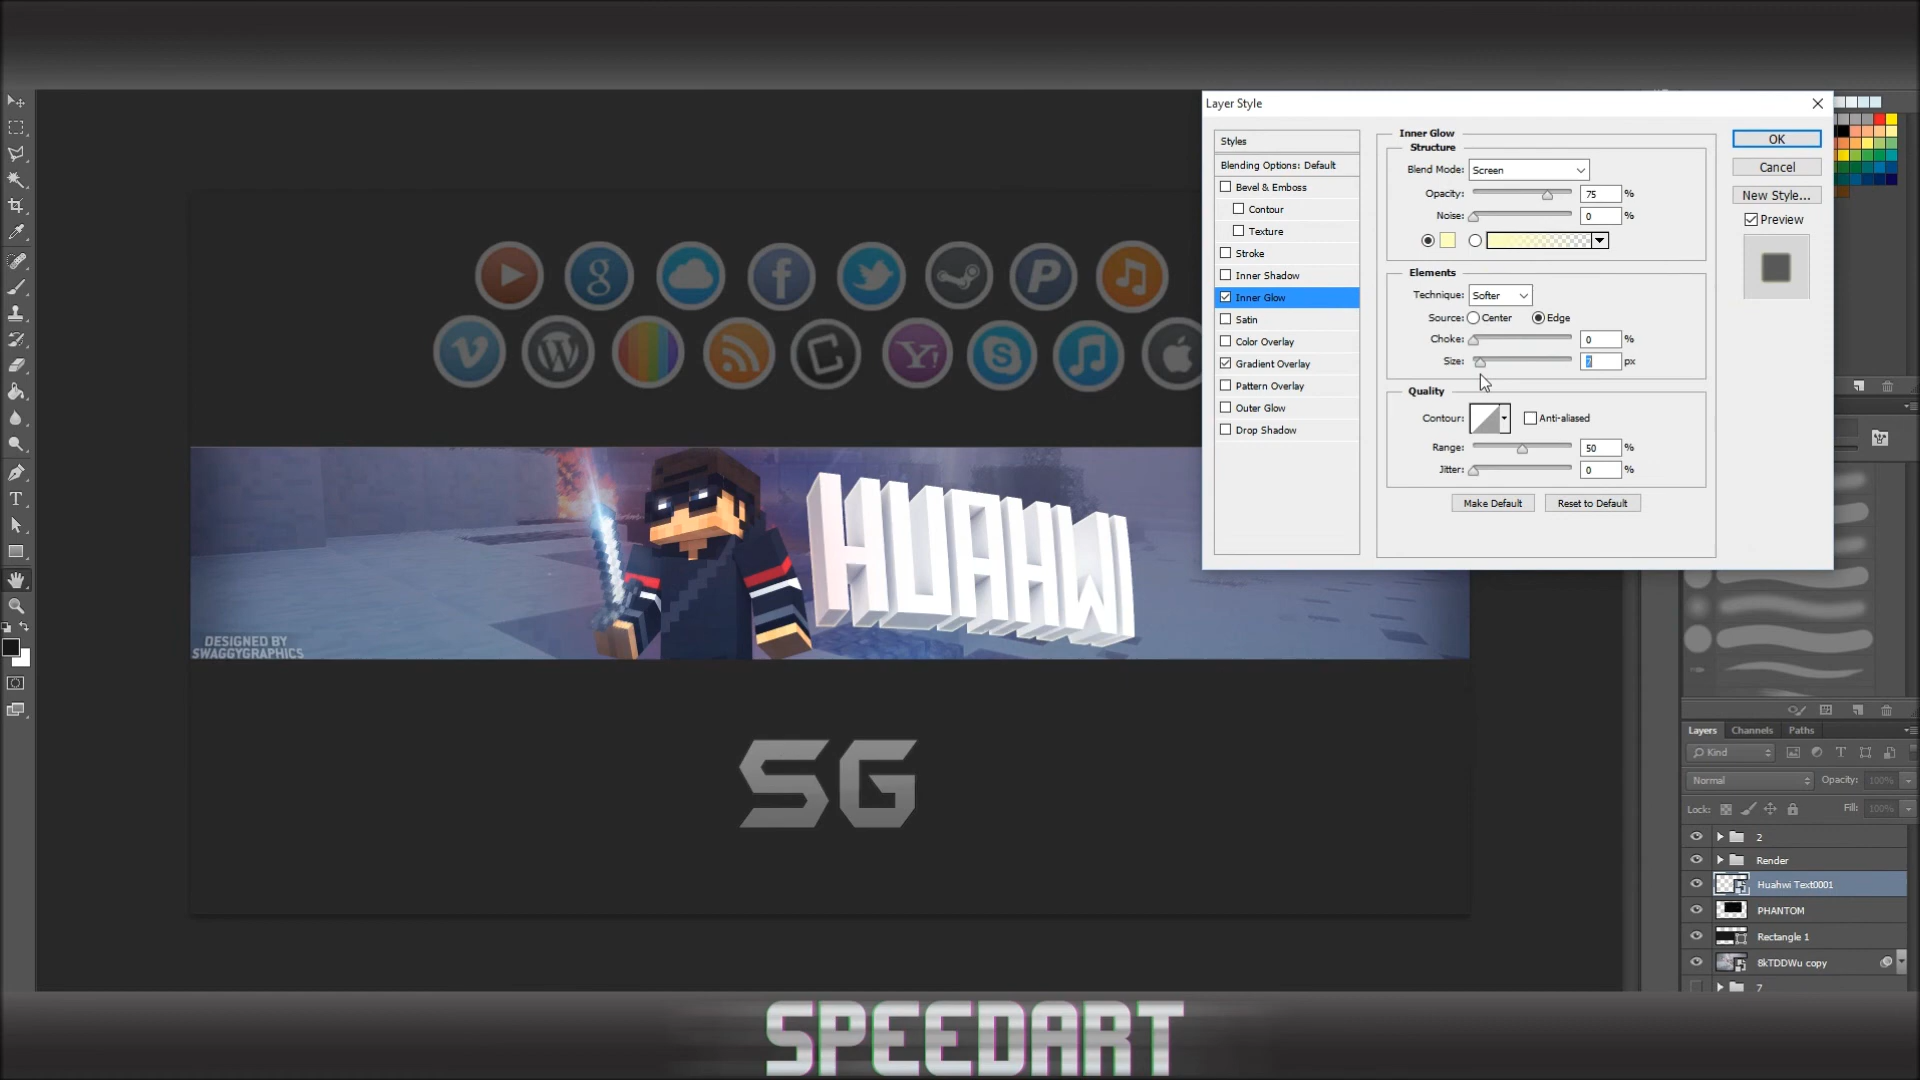 Layer Style
Styles
Blending Options: Default
Bevel & Emboss
Contour
Texture
Stroke
Inner Shadow
Inner Glow
Satin
Color Overlay
Gradient Overlay
Pattern Overlay
Outer Glow
Drop Shadow
Inner Glow
Structure
Blend Mode: Screen
Opacity: 75 %
Noise: 0 %
Elements
Technique: Softer
Source: Center Edge
Choke: 0 %
Size: 7 px
Quality
Contour: Anti-aliased
Range: 50 %
Jitter: 0 %
Make Default Reset to Default
OK
Cancel
New Style...
Preview
HUAHWI
DESIGNED BY
SWAGGYGRAPHICS
SG
Layers Channels Paths
Kind
Normal Opacity: 100%
Lock: Fill: 100%
2
Render
Huahwi Text0001
PHANTOM
Rectangle 1
8kTDDWu copy
7
SPEEDART